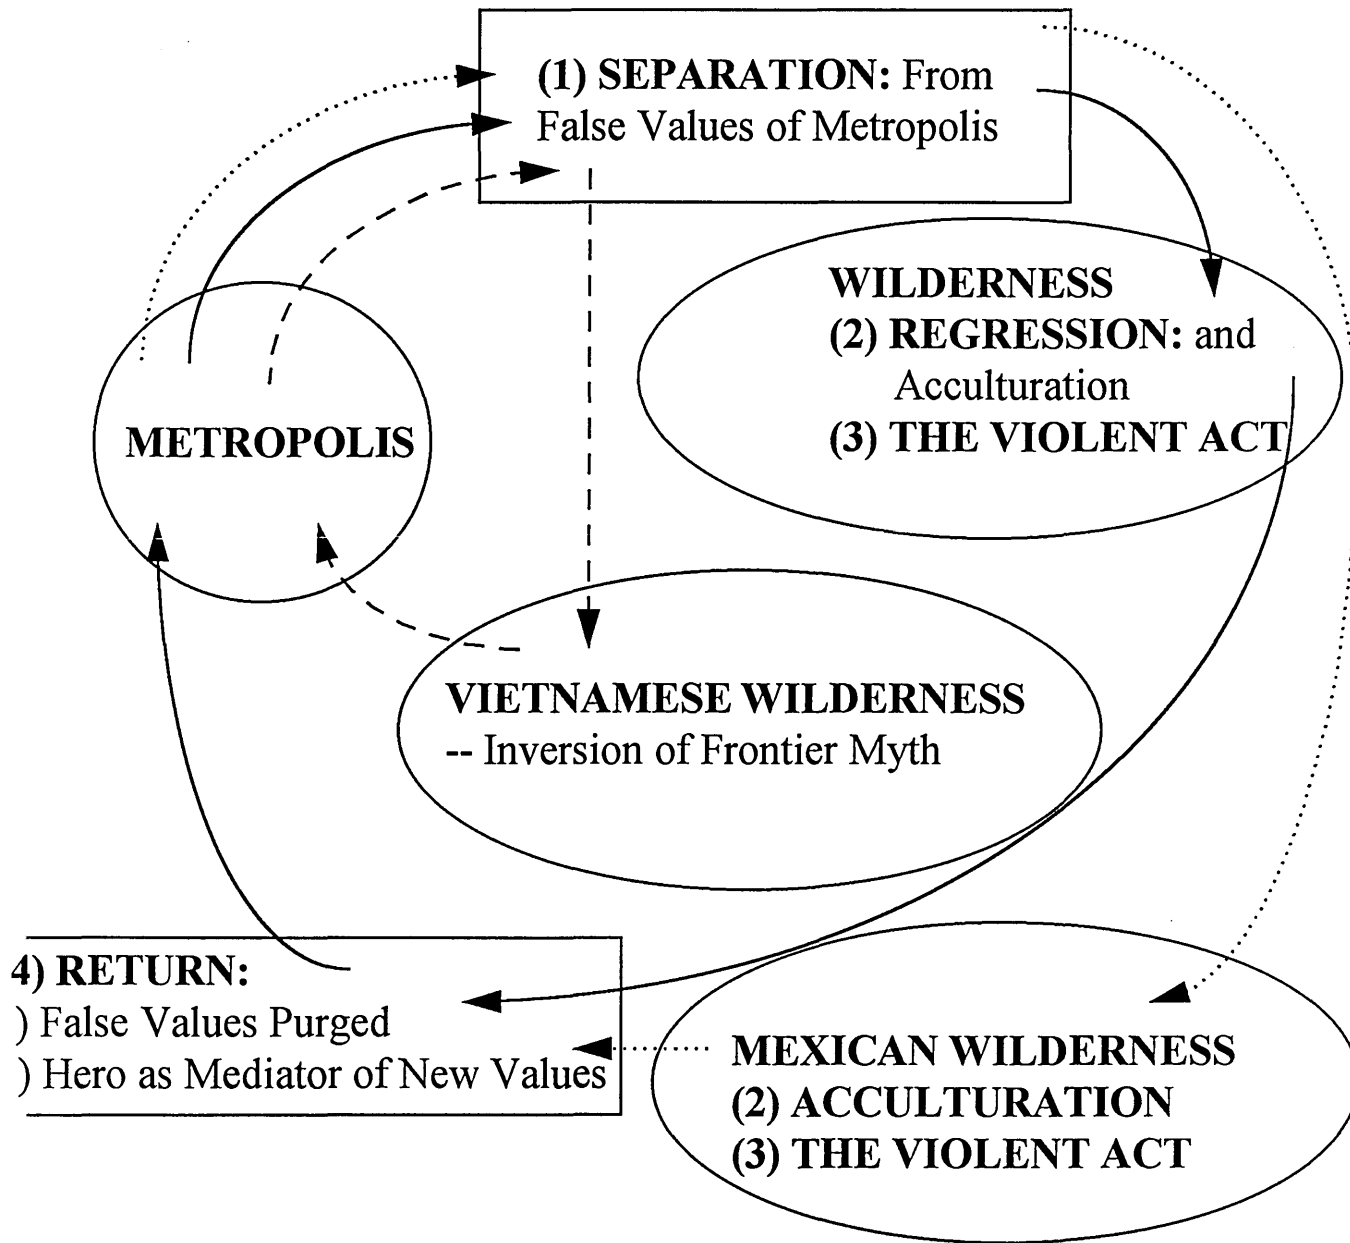 (1) SEPARATION: From
False Values of Metropolis
WILDERNESS
(2) REGRESSION: and
Acculturation
(3) THE VIOLENT ACT
METROPOLIS
VIETNAMESE WILDERNESS
-- Inversion of Frontier Myth
4) RETURN:
) False Values Purged
) Hero as Mediator of New Values
MEXICAN WILDERNESS
(2) ACCULTURATION
(3) THE VIOLENT ACT